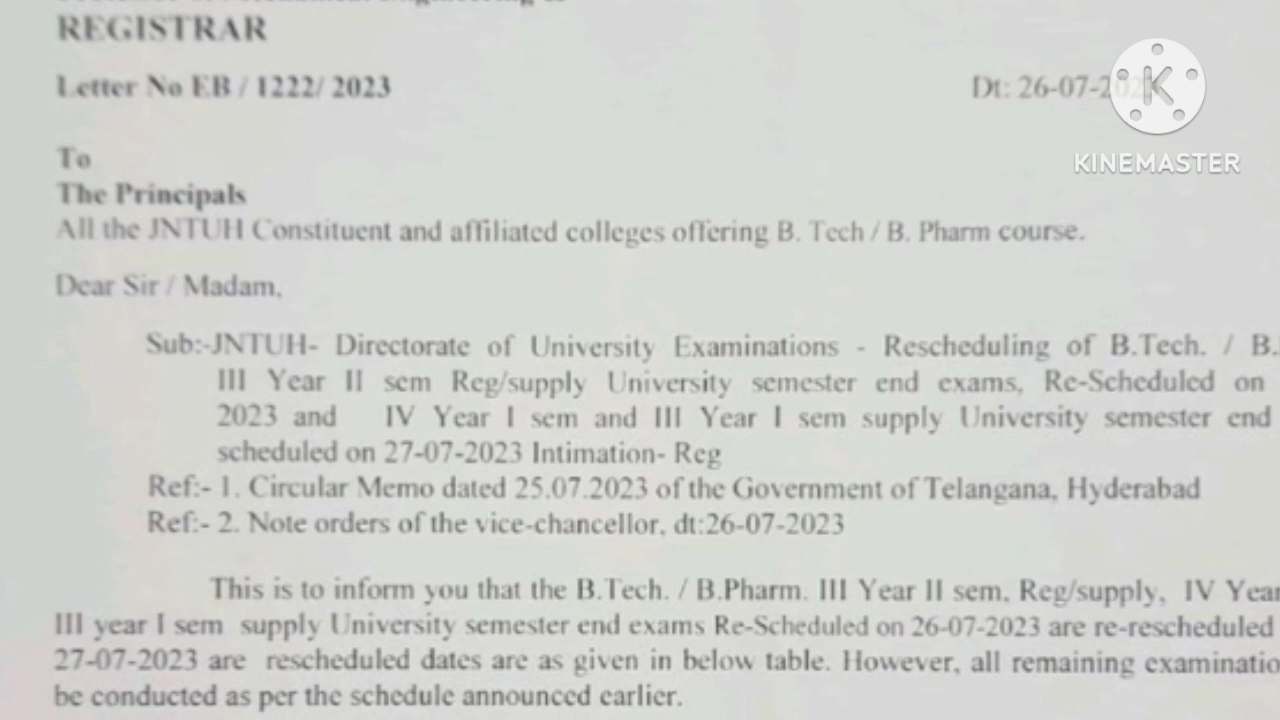 REGISTRAR
Letter No EB / 1222/ 2023
Dt: 26-07-202
KINEMASTER
To
The Principals
All the JNTUH Constituent and affiliated colleges offering B. Tech / B. Pharm course.
Dear Sir / Madam,
Sub:-JNTUH- Directorate of University Examinations - Rescheduling of B.Tech. / B.
III Year II sem Reg/supply University semester end exams, Re-Scheduled on
2023 and IV Year I sem and III Year I sem supply University semester end
scheduled on 27-07-2023 Intimation- Reg
Ref:- 1. Circular Memo dated 25.07.2023 of the Government of Telangana, Hyderabad
Ref:- 2. Note orders of the vice-chancellor, dt:26-07-2023
This is to inform you that the B.Tech. / B.Pharm. III Year II sem, Reg/supply, IV Year
III year I sem supply University semester end exams Re-Scheduled on 26-07-2023 are re-rescheduled
27-07-2023 are rescheduled dates are as given in below table. However, all remaining examinatio
be conducted as per the schedule announced earlier.